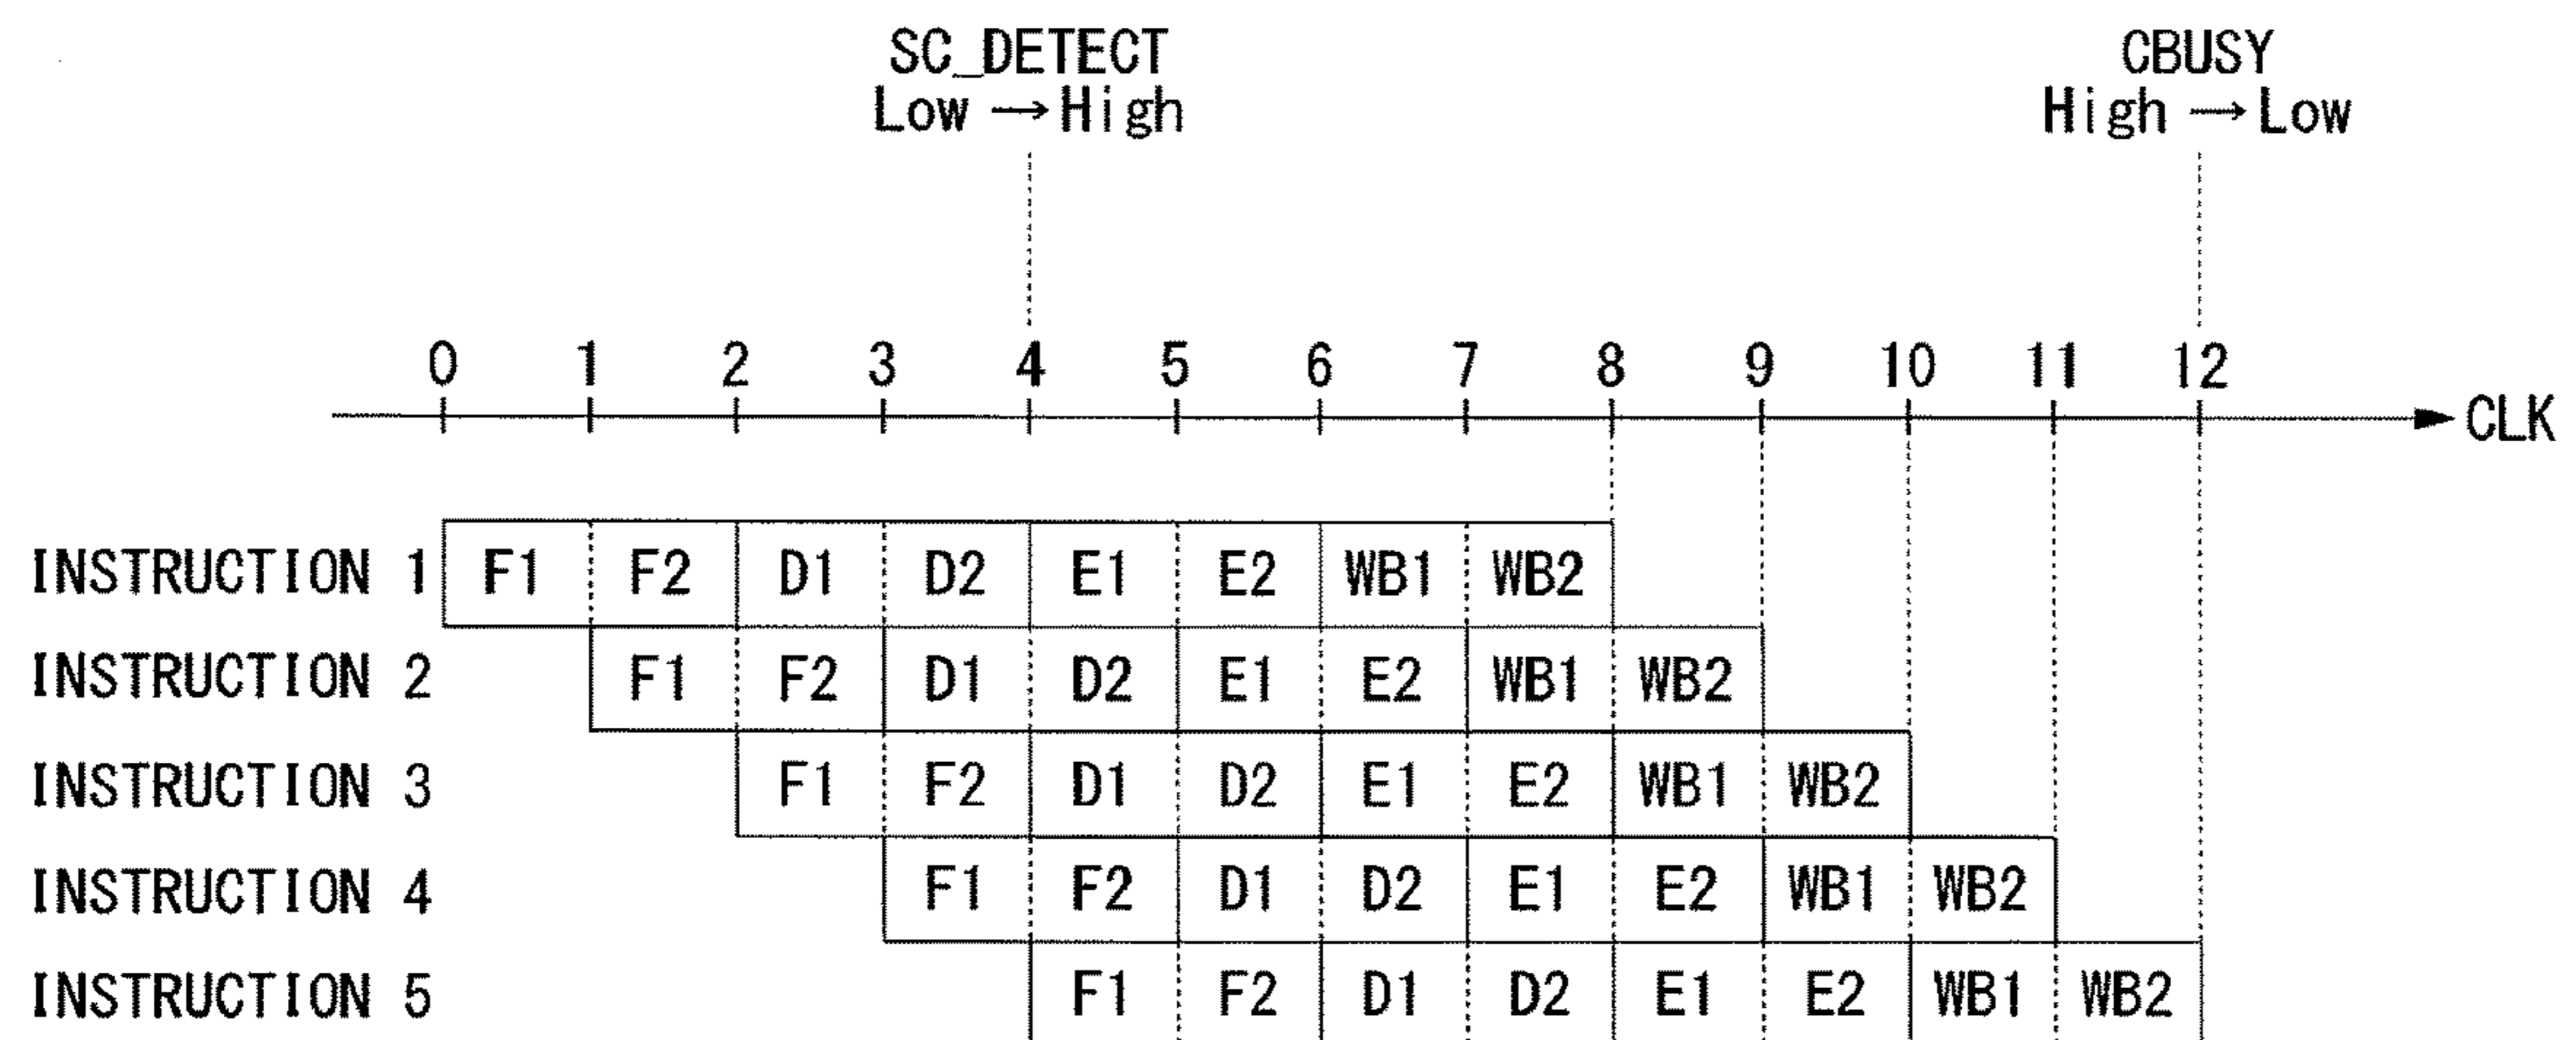 SC_DETECT
Low → High
CBUSY
High → Low
0 1 2 3 4 5 6 7 8 9 10 11 12
CLK
INSTRUCTION 1 F1 F2 D1 D2 E1 E2 WB1 WB2
INSTRUCTION 2 F1 F2 D1 D2 E1 E2 WB1 WB2
INSTRUCTION 3 F1 F2 D1 D2 E1 E2 WB1 WB2
INSTRUCTION 4 F1 F2 D1 D2 E1 E2 WB1 WB2
INSTRUCTION 5 F1 F2 D1 D2 E1 E2 WB1 WB2